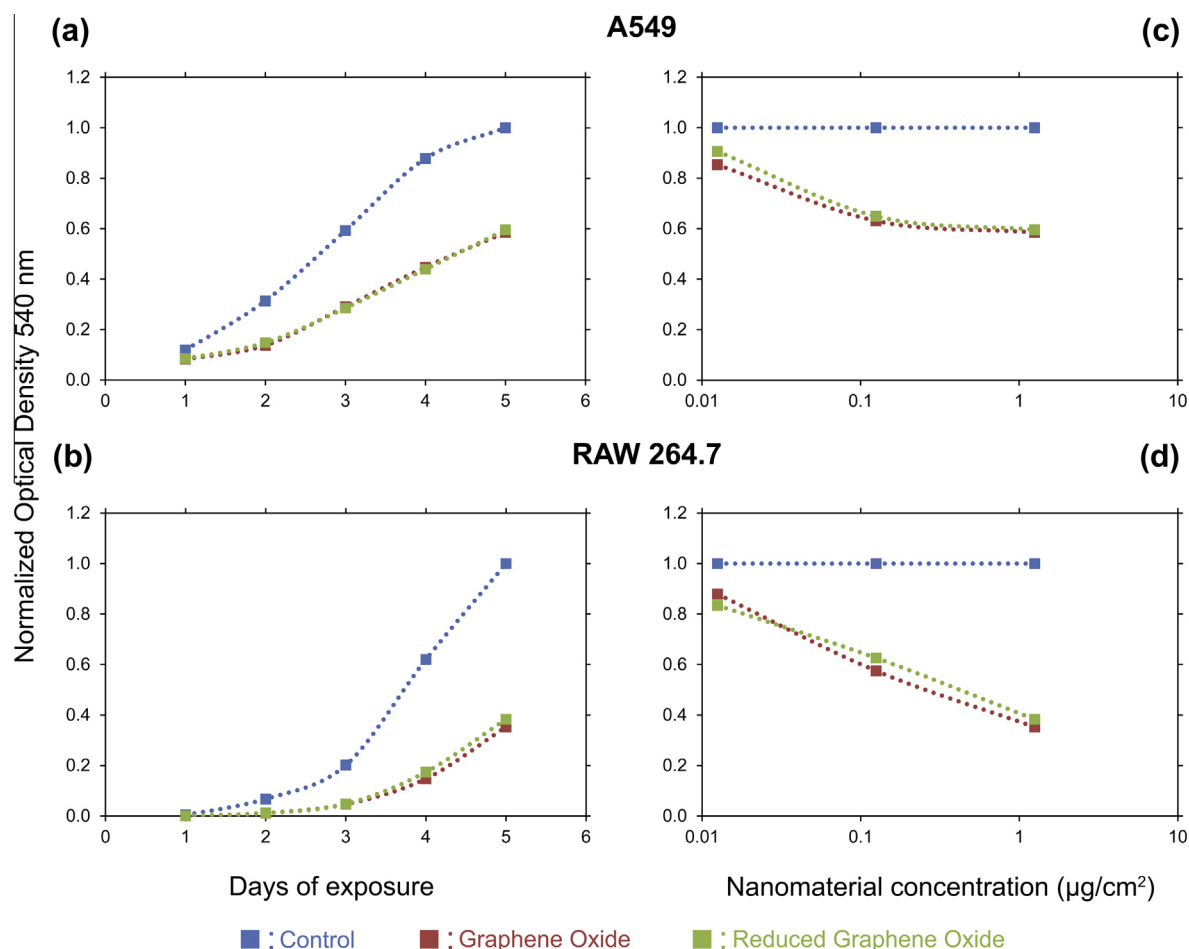 (a)
A549
(c)
1.2
1.0
0.8
0.6
0.4
0.2
0.0
0 1 2 3 4 5 6
1.2
1.0
0.8
0.6
0.4
0.2
0.0
0.01 0.1 1 10
Normalized Optical Density 540 nm
(b)
RAW 264.7
(d)
1.2
1.0
0.8
0.6
0.4
0.2
0.0
0 1 2 3 4 5 6
1.2
1.0
0.8
0.6
0.4
0.2
0.0
0.01 0.1 1 10
Days of exposure
Nanomaterial concentration (µg/cm²)
: Control
: Graphene Oxide
: Reduced Graphene Oxide